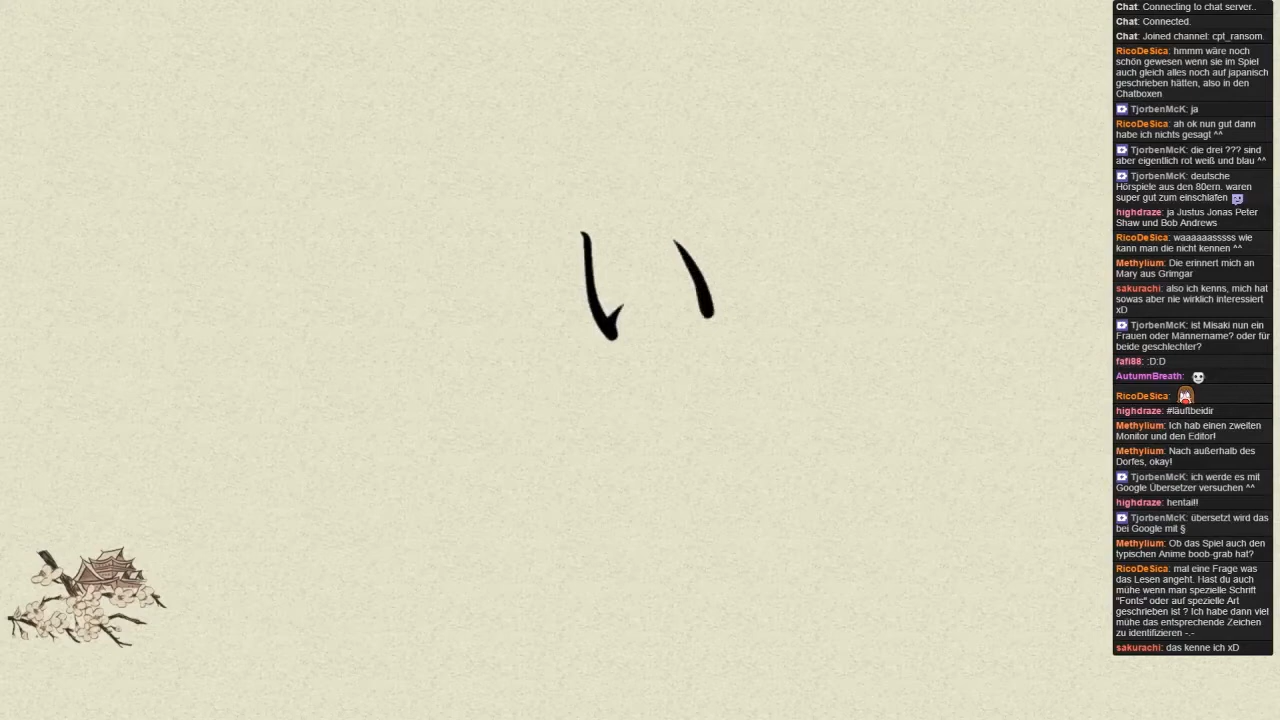 い
Chat: Connecting to chat server..
Chat: Connected.
Chat: Joined channel: cpt_ransom.
RicoDeSica: hmmm wäre noch
schön gewesen wenn sie im Spiel
auch gleich alles noch auf japanisch
geschrieben hätten, also in den
Chatboxen
TjorbenMcK: ja
RicoDeSica: ah ok nun gut dann
habe ich nichts gesagt ^^
TjorbenMcK: die drei ??? sind
aber eigentlich rot weiß und blau ^^
TjorbenMcK: deutsche
Hörspiele aus den 80ern. waren
super gut zum einschlafen
highdraze: ja Justus Jonas Peter
Shaw und Bob Andrews
RicoDeSica: waaaaaasssss wie
kann man die nicht kennen ^^
Methylium: Die erinnert mich an
Mary aus Grimgar
sakurachi: also ich kenns, mich hat
sowas aber nie wirklich interessiert
xD
TjorbenMcK: ist Misaki nun ein
Frauen oder Männername? oder für
beide geschlechter?
fafi88: :D:D
AutumnBreath:
RicoDeSica:
highdraze: #läuftbeidir
Methylium: Ich hab einen zweiten
Monitor und den Editor!
Methylium: Nach außerhalb des
Dorfes, okay!
TjorbenMcK: ich werde es mit
Google Übersetzer versuchen ^^
highdraze: hentai!!
TjorbenMcK: übersetzt wird das
bei Google mit §
Methylium: Ob das Spiel auch den
typischen Anime boob-grab hat?
RicoDeSica: mal eine Frage was
das Lesen angeht. Hast du auch
mühe wenn man spezielle Schrift
"Fonts" oder auf spezielle Art
geschrieben ist ? Ich habe dann viel
mühe das entsprechende Zeichen
zu identifizieren -.-
sakurachi: das kenne ich xD